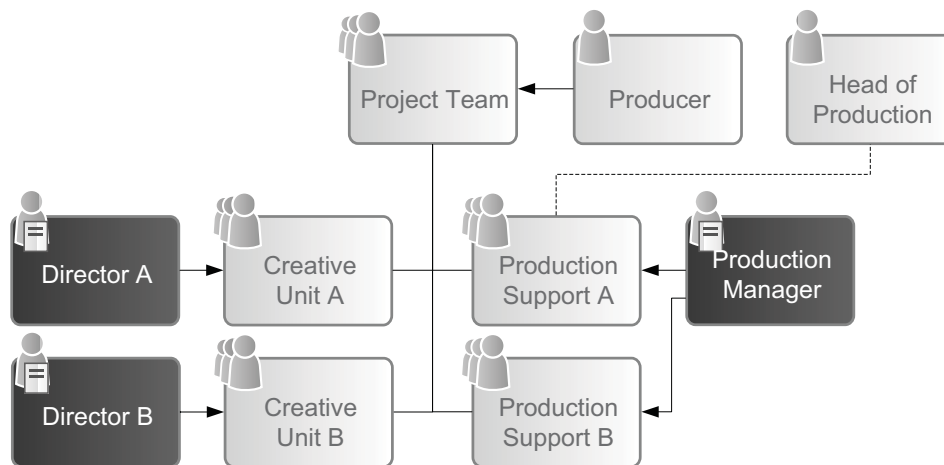 Project Team
Producer
Head of
Production
Director A
Creative
Unit A
Production
Support A
Production
Manager
Director B
Creative
Unit B
Production
Support B